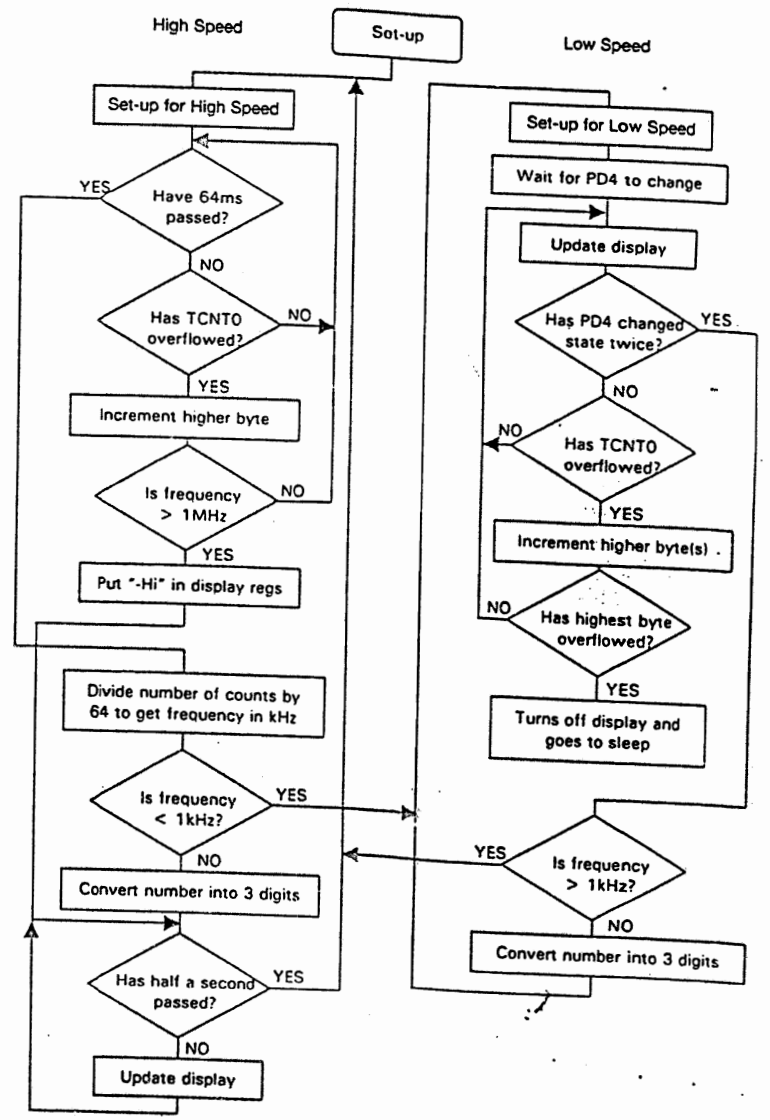 High Speed
Set-up
Low Speed
Set-up for High Speed
YES
Have 64ms
passed?
NO
Has TCNT0
overflowed?
NO
YES
Increment higher byte
Is frequency
> 1MHz
NO
YES
Put "-Hi" in display regs
Divide number of counts by
64 to get frequency in kHz
Is frequency
< 1kHz?
YES
NO
Convert number into 3 digits
Has half a second
passed?
YES
NO
Update display
Set-up for Low Speed
Wait for PD4 to change
Update display
Has PD4 changed
state twice?
YES
NO
NO
Has TCNT0
overflowed?
YES
Increment higher byte(s)
NO
Has highest byte
overflowed?
YES
Turns off display and
goes to sleep
YES
Is frequency
> 1kHz?
NO
Convert number into 3 digits